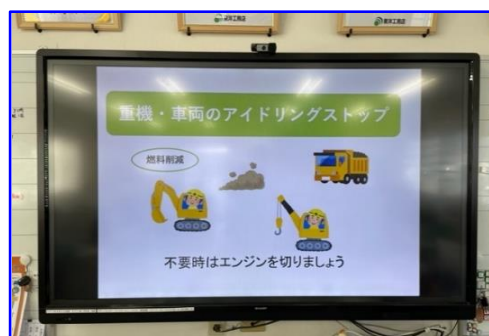 重機・車両のアイドリングストップ
燃料削減
不要時はエンジンを切りましょう